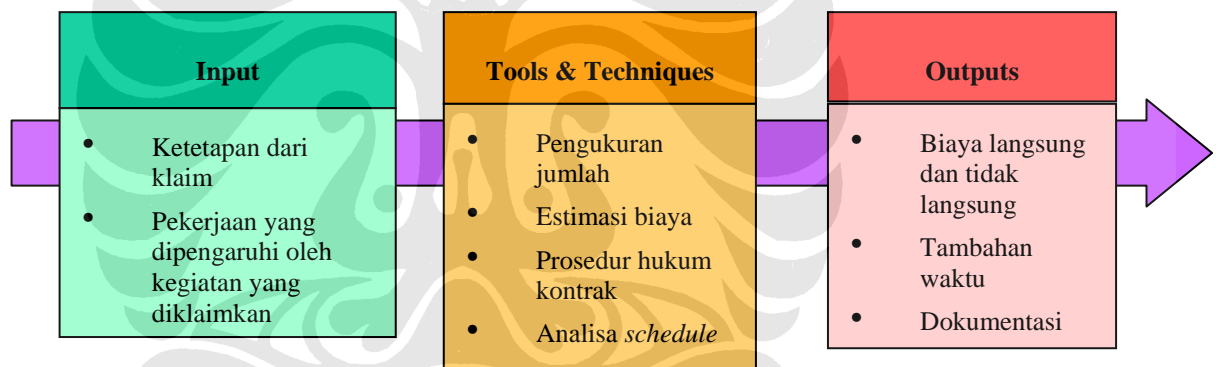 Input
• Ketetapan dari
klaim
• Pekerjaan yang
dipengaruhi oleh
kegiatan yang
diklaimkan
Tools & Techniques
• Pengukuran
jumlah
• Estimasi biaya
• Prosedur hukum
kontrak
• Analisa schedule
Outputs
• Biaya langsung
dan tidak
langsung
• Tambahan
waktu
• Dokumentasi